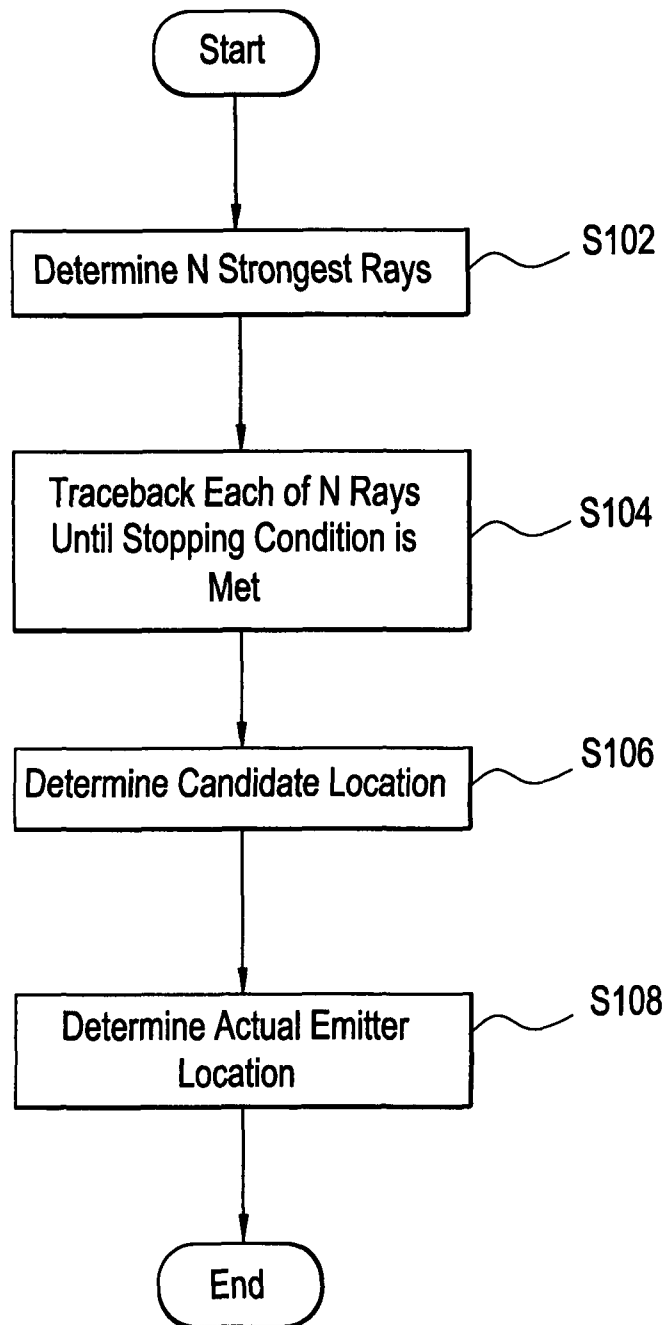 Start
Determine N Strongest Rays
S102
Traceback Each of N Rays
Until Stopping Condition is
Met
S104
Determine Candidate Location
S106
Determine Actual Emitter
Location
S108
End